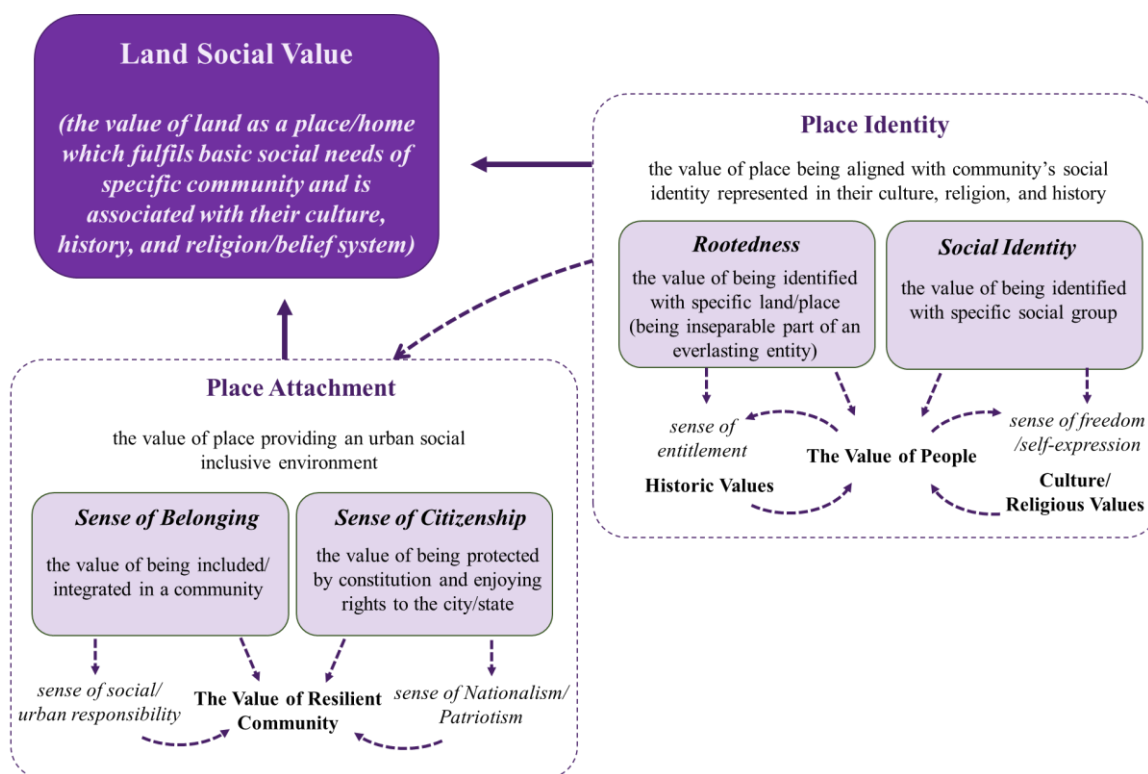 Land Social Value
(the value of land as a place/home
which fulfils basic social needs of
specific community and is
associated with their culture,
history, and religion/belief system)
Place Identity
the value of place being aligned with community's social
identity represented in their culture, religion, and history
Rootedness
the value of being identified
with specific land/place
(being inseparable part of an
everlasting entity)
Social Identity
the value of being identified
with specific social group
sense of
entitlement
Historic Values
The Value of People
sense of freedom
/self-expression
Culture/
Religious Values
Place Attachment
the value of place providing an urban social
inclusive environment
Sense of Belonging
the value of being included/
integrated in a community
Sense of Citizenship
the value of being protected
by constitution and enjoying
rights to the city/state
sense of social/
urban responsibility
The Value of Resilient
Community
sense of Nationalism/
Patriotism